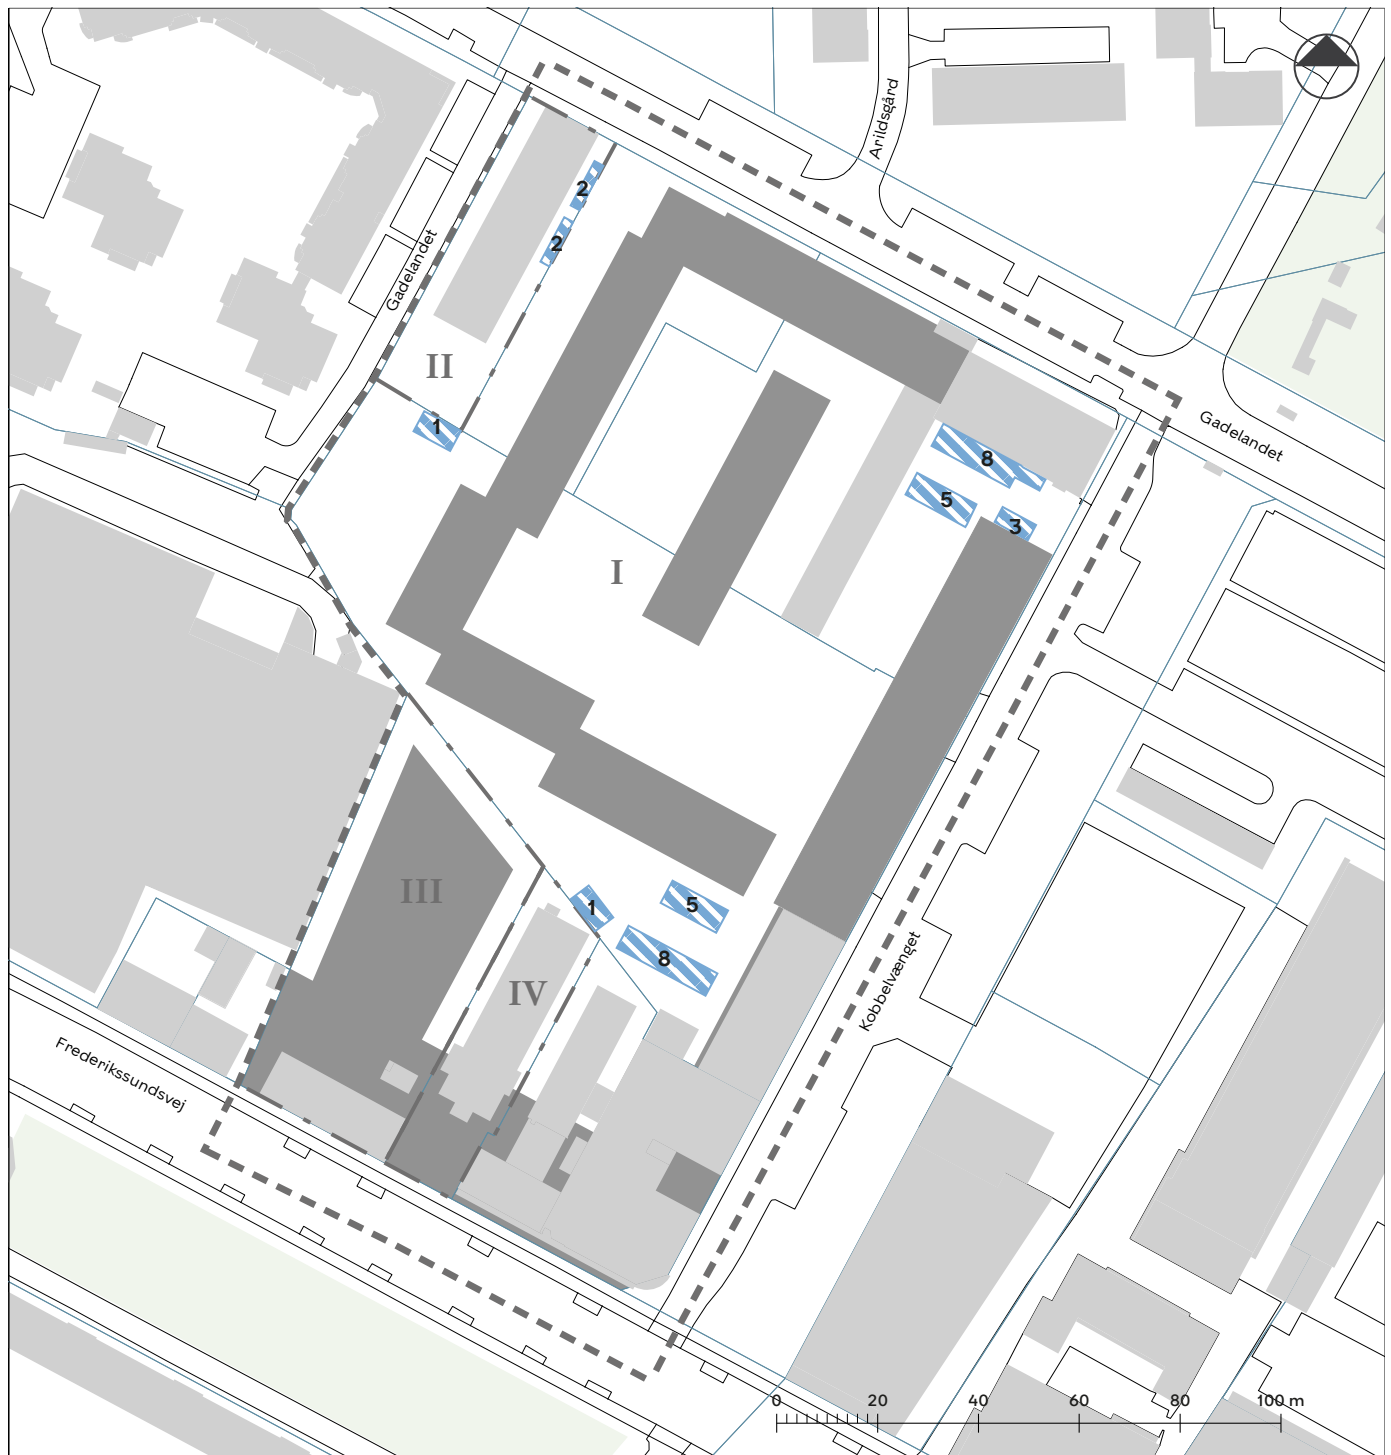 Arildsgård
2
2
Gadelandet
II
1
Gadelandet
8
5
3
I
III
1
5
8
IV
Kobbelvænget
Frederikssundsvej
0 20 40 60 80 100 m